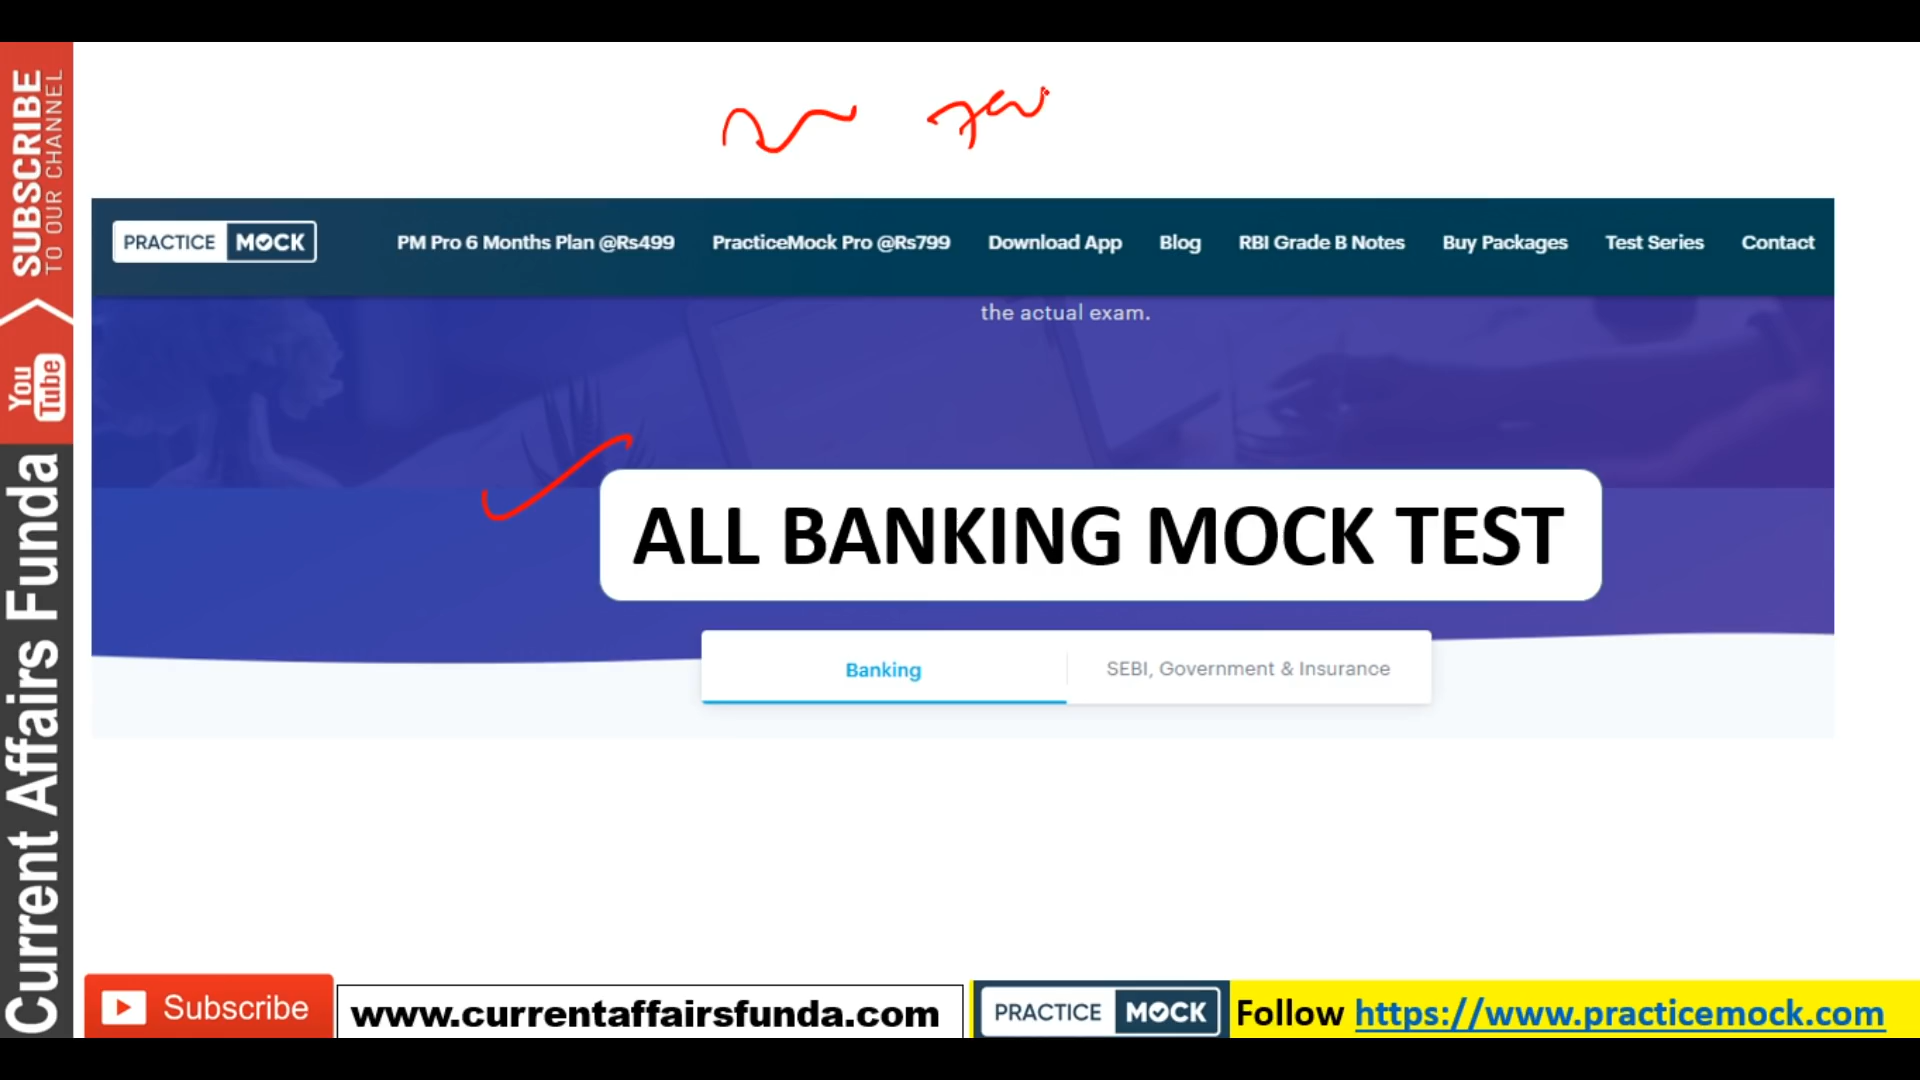 SUBSCRIBE
TO OUR CHANNEL
You Tube
Current Affairs Funda
PRACTICE MOCK
PM Pro 6 Months Plan @Rs499
PracticeMock Pro @Rs799
Download App
Blog
RBI Grade B Notes
Buy Packages
Test Series
Contact
the actual exam.
ALL BANKING MOCK TEST
Banking
SEBI, Government & Insurance
Subscribe
www.currentaffairsfunda.com
PRACTICE MOCK
Follow https://www.practicemock.com